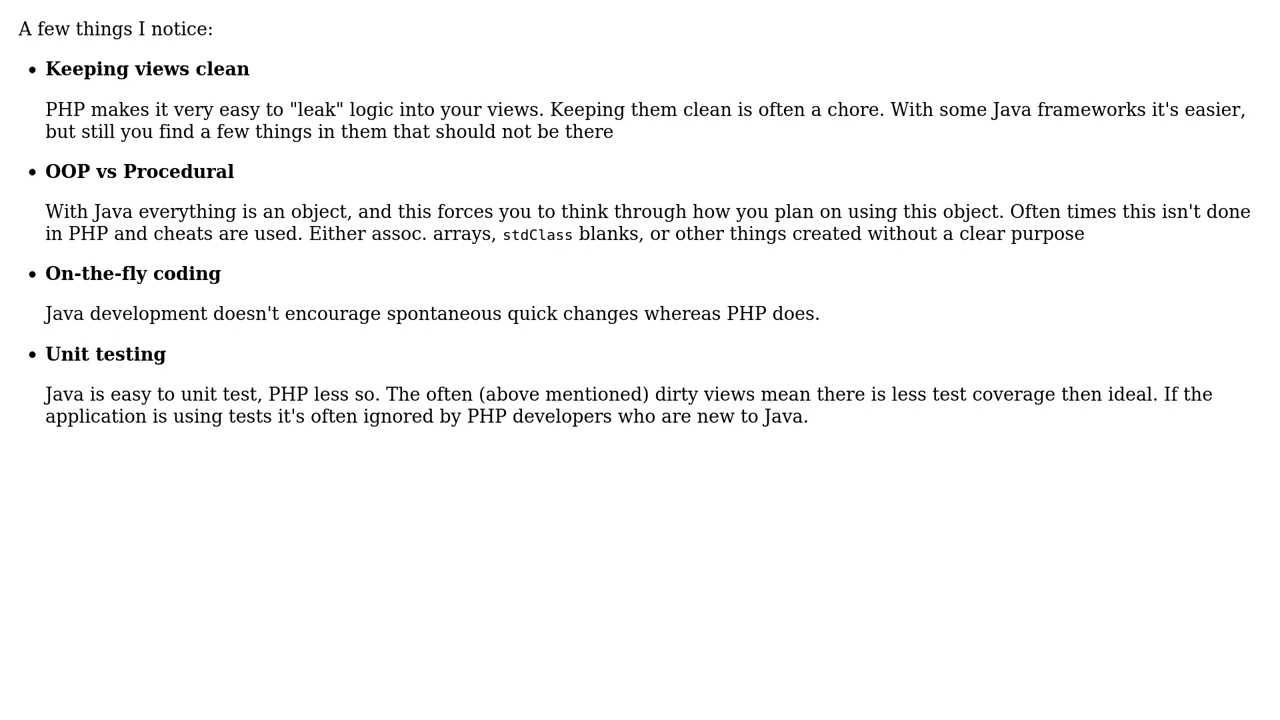 A few things I notice:
Keeping views clean
PHP makes it very easy to "leak" logic into your views. Keeping them clean is often a chore. With some Java frameworks it's easier,
but still you find a few things in them that should not be there
OOP vs Procedural
With Java everything is an object, and this forces you to think through how you plan on using this object. Often times this isn't done
in PHP and cheats are used. Either assoc. arrays, stdClass blanks, or other things created without a clear purpose
On-the-fly coding
Java development doesn't encourage spontaneous quick changes whereas PHP does.
Unit testing
Java is easy to unit test, PHP less so. The often (above mentioned) dirty views mean there is less test coverage then ideal. If the
application is using tests it's often ignored by PHP developers who are new to Java.